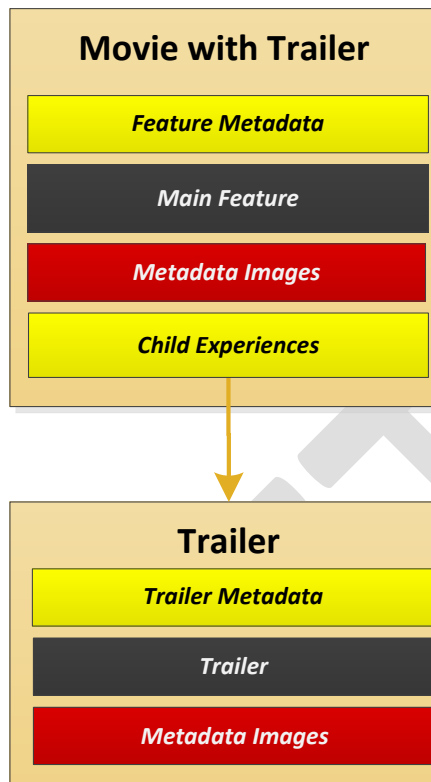 Movie with Trailer
Feature Metadata
Main Feature
Metadata Images
Child Experiences
Trailer
Trailer Metadata
Trailer
Metadata Images